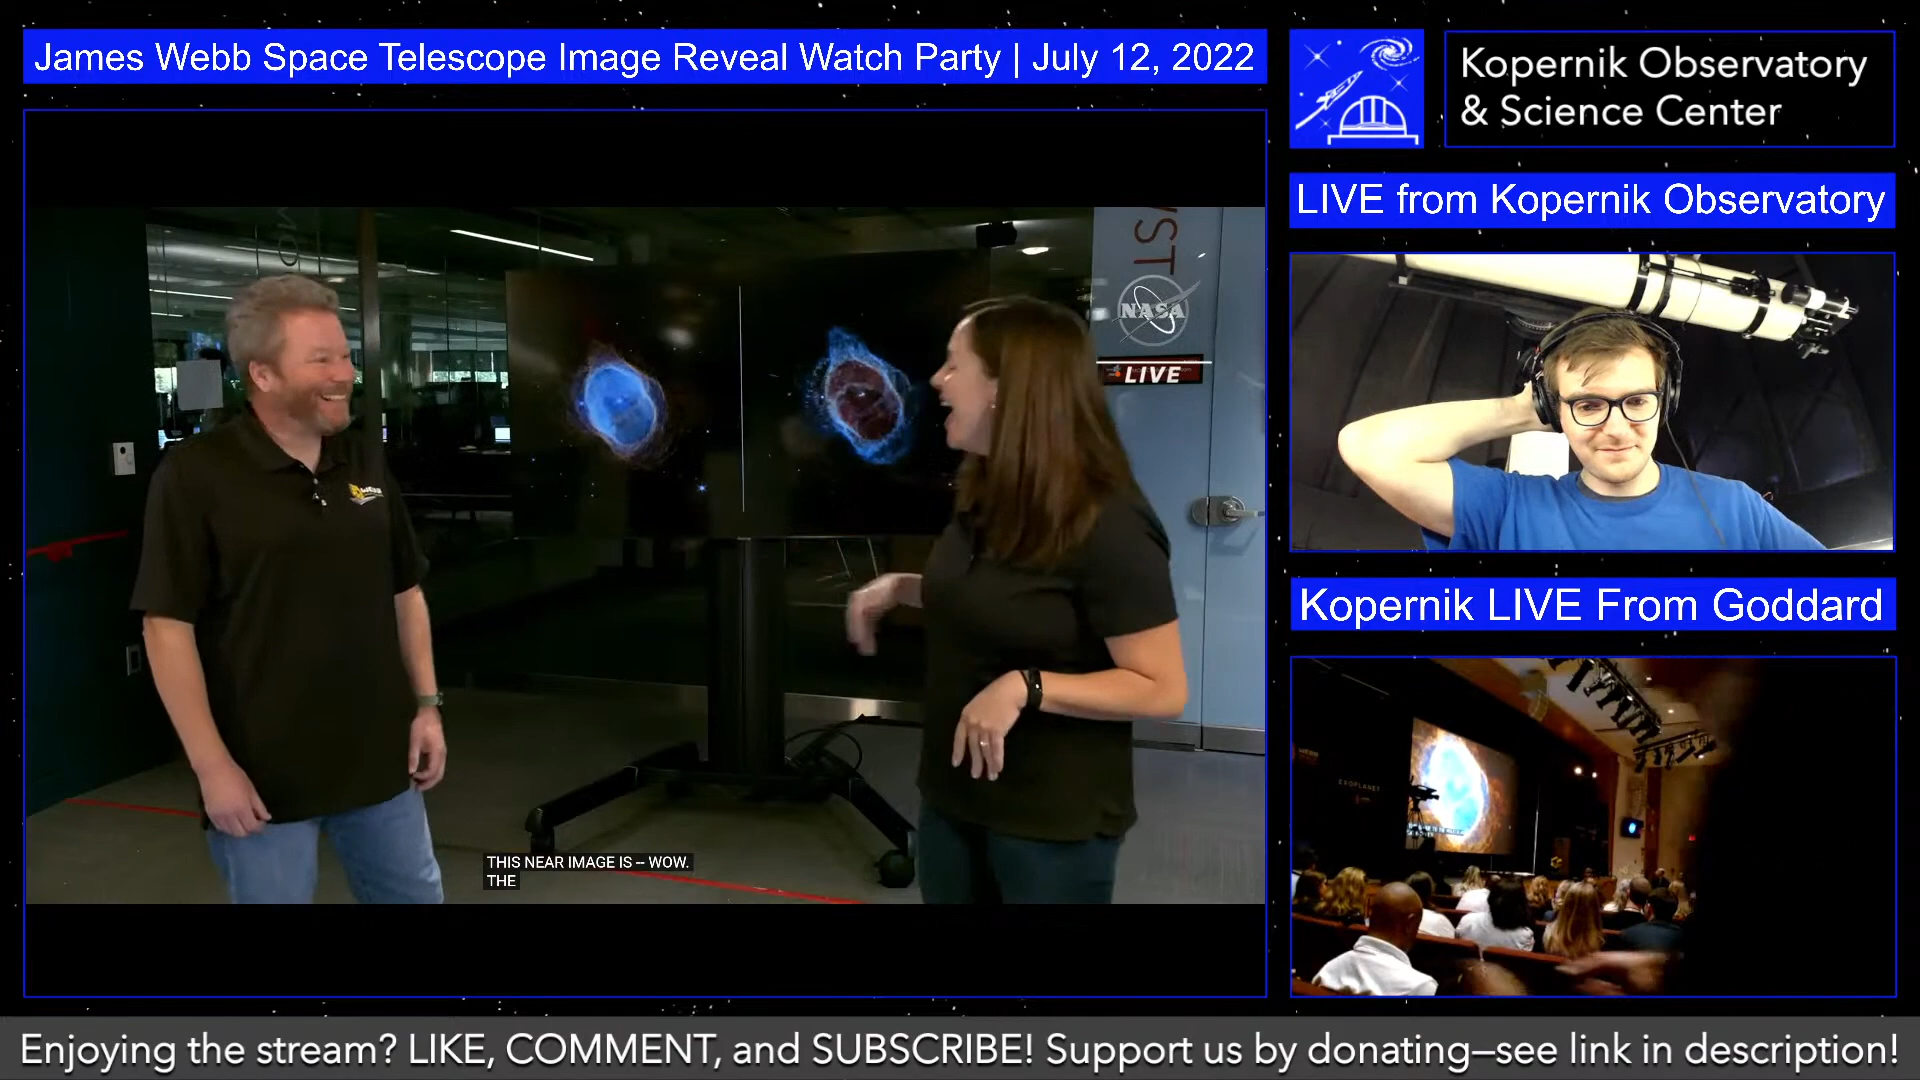 James Webb Space Telescope Image Reveal Watch Party | July 12, 2022
Kopernik Observatory
& Science Center
LIVE from Kopernik Observatory
NASA
LIVE
THIS NEAR IMAGE IS -- WOW.
THE
Kopernik LIVE From Goddard
EXOPLANET
Enjoying the stream? LIKE, COMMENT, and SUBSCRIBE! Support us by donating—see link in description!